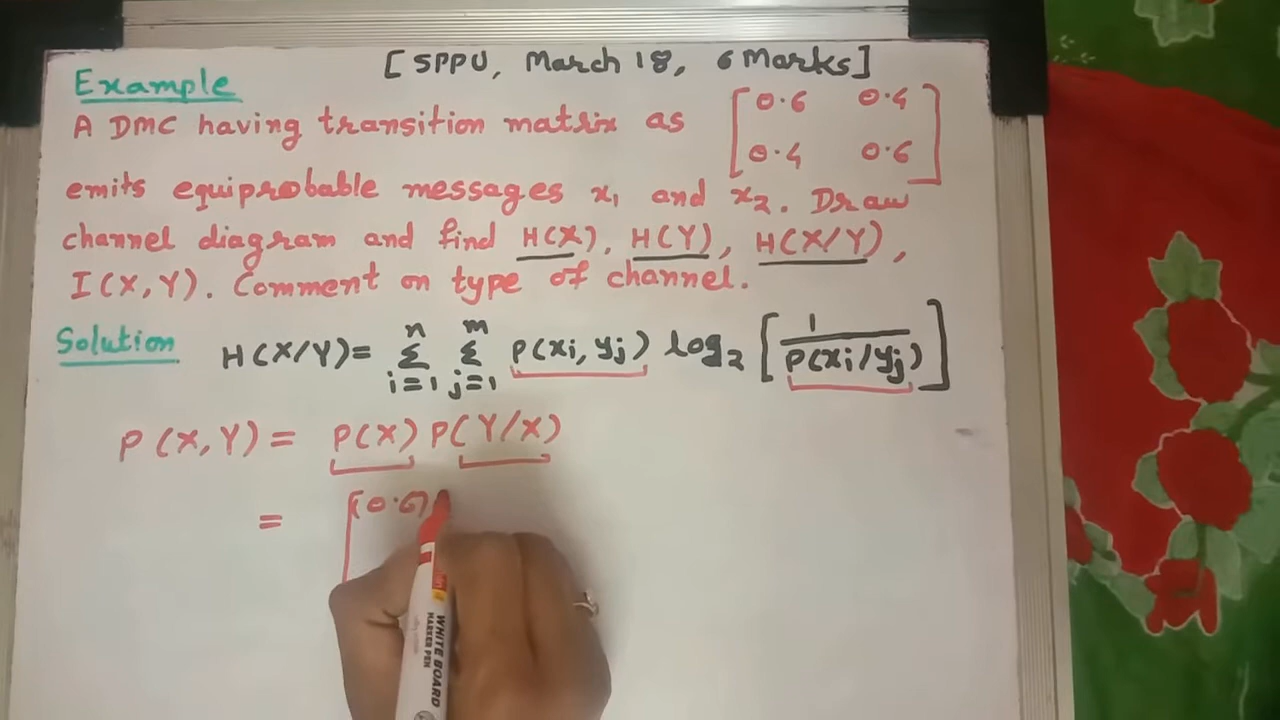 [SPPU, March 18, 6 Marks]
Example
A DMC having transition matrix as [0.6 0.4
0.4 0.6]
emits equiprobable messages x₁ and x₂. Draw
channel diagram and find H(X), H(Y), H(X/Y),
I(X,Y). Comment on type of channel.
Solution H(X/Y)= n Σ i=1 m Σ j=1 P(xi, yj) log₂ [1/P(xi/yj)]
P(X,Y) = P(X) P(Y/X)
= [(0.6)
WHITE BOARD
MARKER PEN